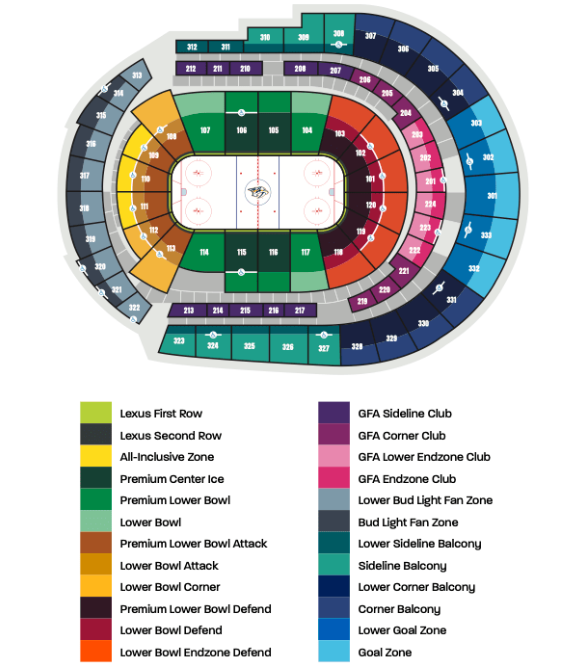 310 309 308
307
306
305
304
312 311
212 211 210
208 207
206
205
204
313
314
315
316
317
318
319
320
321
322
303
302
301
333
332
203
202
201
224
223
222
107 106 105 104
108
109
110
111
112
113
103
102
101
120
119
118
114 115 116 117
221
220
219
213 214 215 216 217
323 324 325 326 327
328
329
330
331
Lexus First Row
Lexus Second Row
All-Inclusive Zone
Premium Center Ice
Premium Lower Bowl
Lower Bowl
Premium Lower Bowl Attack
Lower Bowl Attack
Lower Bowl Corner
Premium Lower Bowl Defend
Lower Bowl Defend
Lower Bowl Endzone Defend
GFA Sideline Club
GFA Corner Club
GFA Lower Endzone Club
GFA Endzone Club
Lower Bud Light Fan Zone
Bud Light Fan Zone
Lower Sideline Balcony
Sideline Balcony
Lower Corner Balcony
Corner Balcony
Lower Goal Zone
Goal Zone